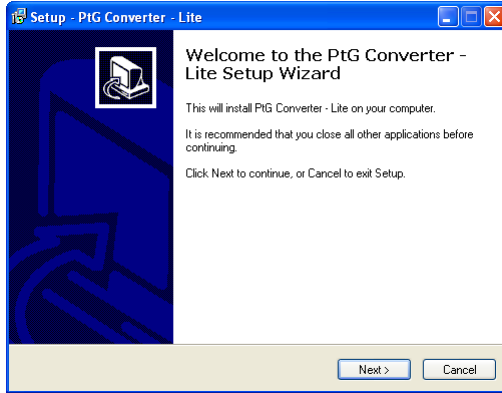 Setup - PtG Converter - Lite
Welcome to the PtG Converter -
Lite Setup Wizard
This will install PtG Converter - Lite on your computer.
It is recommended that you close all other applications before
continuing.
Click Next to continue, or Cancel to exit Setup.
Next >
Cancel